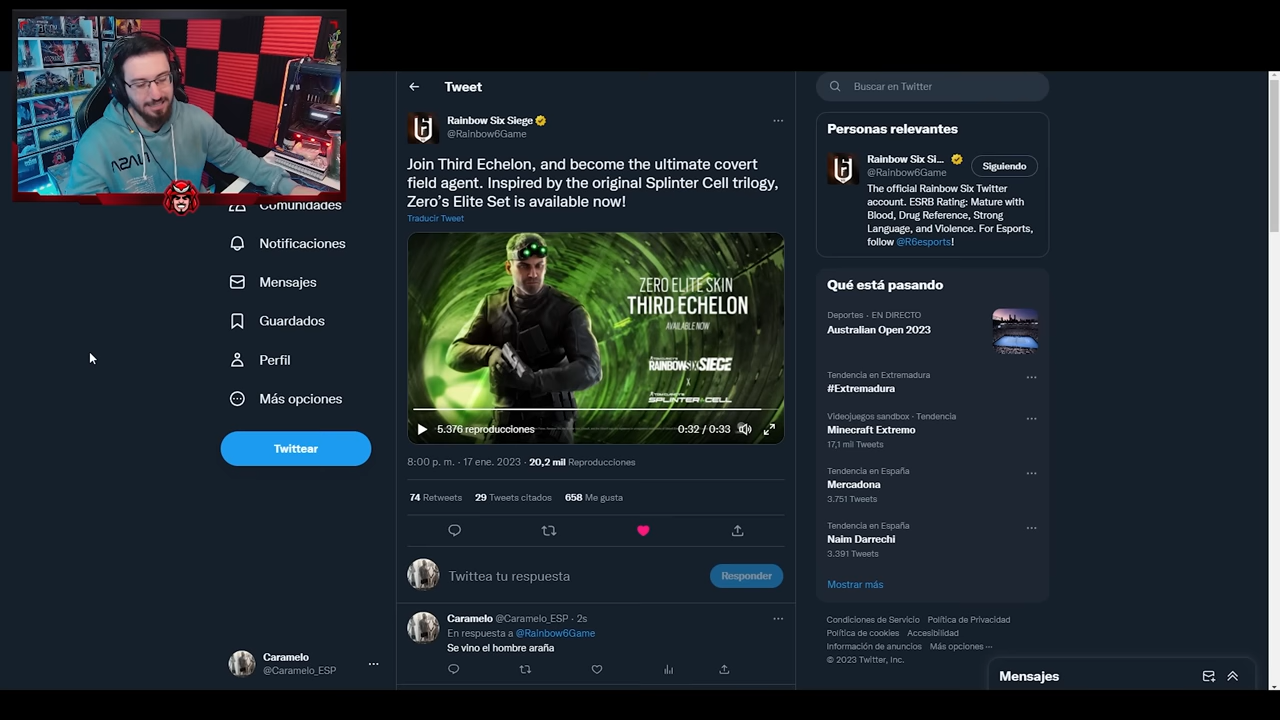 NASA
Comunidades
Notificaciones
Mensajes
Guardados
Perfil
Más opciones
Twittear
Caramelo
@Caramelo_ESP
Tweet
Rainbow Six Siege
@Rainbow6Game
Join Third Echelon, and become the ultimate covert
field agent. Inspired by the original Splinter Cell trilogy,
Zero's Elite Set is available now!
Traducir Tweet
ZERO ELITE SKIN
THIRD ECHELON
AVAILABLE NOW
RAINBOW SIX SIEGE
X
SPLINTER CELL
5.376 reproducciones
0:32 / 0:33
8:00 p. m. · 17 ene. 2023 · 20,2 mil Reproducciones
74 Retweets 29 Tweets citados 658 Me gusta
Twittea tu respuesta
Responder
Caramelo @Caramelo_ESP · 2s
En respuesta a @Rainbow6Game
Se vino el hombre araña
Buscar en Twitter
Personas relevantes
Rainbow Six Si...
@Rainbow6Game
Siguiendo
The official Rainbow Six Twitter
account. ESRB Rating: Mature with
Blood, Drug Reference, Strong
Language, and Violence. For Esports,
follow @R6esports!
Qué está pasando
Deportes · EN DIRECTO
Australian Open 2023
Tendencia en Extremadura
#Extremadura
Videojuegos sandbox · Tendencia
Minecraft Extremo
17,1 mil Tweets
Tendencia en España
Mercadona
3.751 Tweets
Tendencia en España
Naim Darrechi
3.391 Tweets
Mostrar más
Condiciones de Servicio Política de Privacidad
Política de cookies Accesibilidad
Información de anuncios Más opciones ···
© 2023 Twitter, Inc.
Mensajes